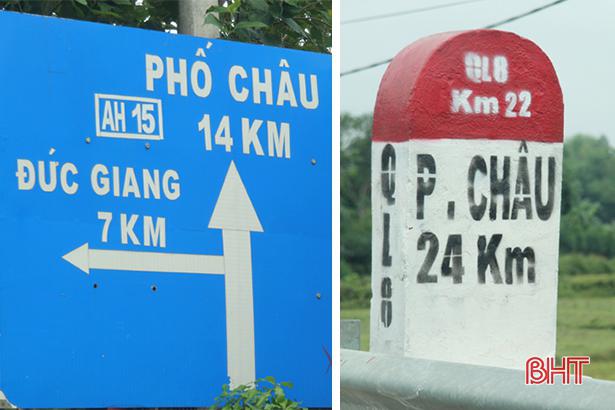 PHỐ CHÂU
AH 15
14 KM
ĐỨC GIANG
7 KM
QL8
Km 22
QL8
P. CHÂU
24 Km
BHT